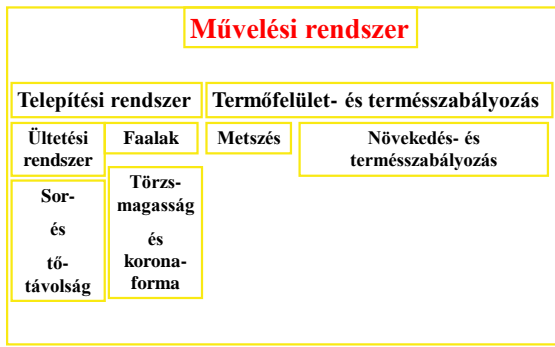 Művelési rendszer
Telepítési rendszer
Termőfelület- és termésszabályozás
Ültetési
rendszer
Faalak
Metszés
Növekedés- és
termésszabályozás
Sor-
és
tő-
távolság
Törzs-
magasság
és
korona-
forma